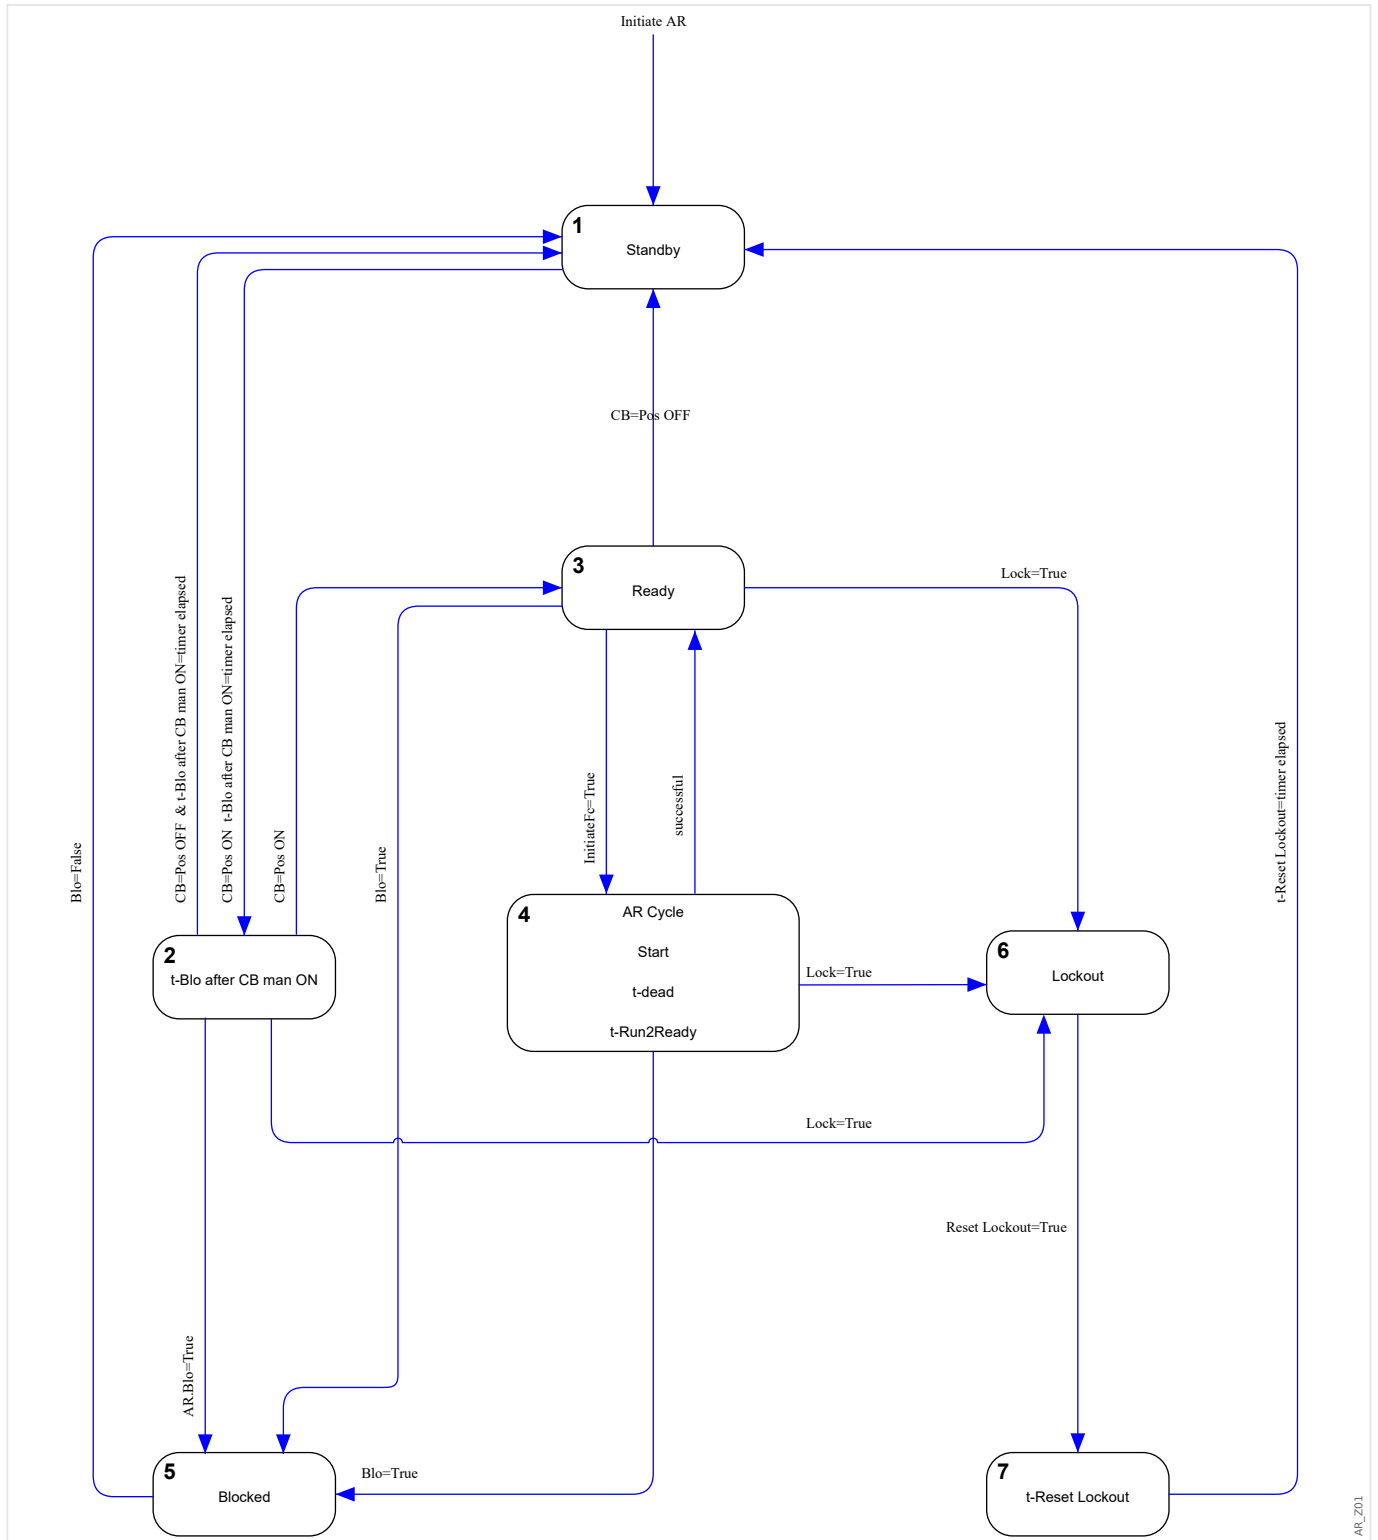 Initiate AR
1
Standby
CB=Pos OFF
3
Ready
Lock=True
CB=Pos OFF & t-Blo after CB man ON=timer elapsed
CB=Pos ON t-Blo after CB man ON=timer elapsed
CB=Pos ON
Blo=False
Blo=True
InitiateFc=True
successful
t-Reset Lockout=timer elapsed
2
t-Blo after CB man ON
4
AR Cycle
Start
t-dead
t-Run2Ready
Lock=True
6
Lockout
Lock=True
Reset Lockout=True
AR.Blo=True
5
Blocked
Blo=True
7
t-Reset Lockout
AR_Z01